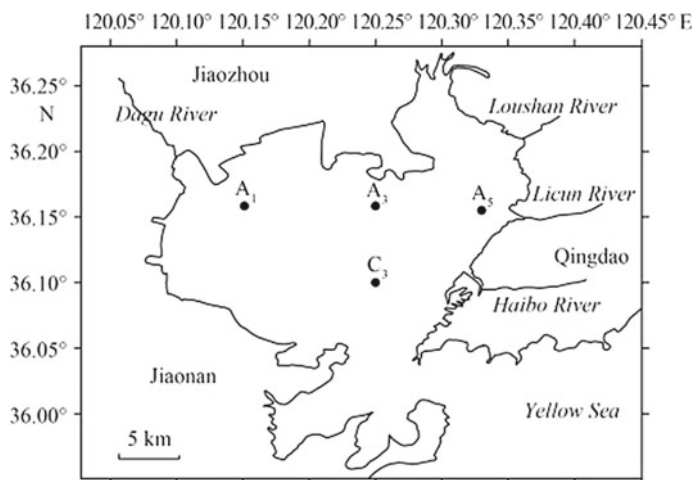 120.05° 120.10° 120.15° 120.20° 120.25° 120.30° 120.35° 120.40° 120.45° E
Jiaozhou
36.25°
N
Dagu River
Loushan River
36.20°
A1 A3 A5
Licun River
36.15°
Qingdao
C3
36.10°
Haibo River
36.05°
Jiaonan
36.00°
Yellow Sea
5 km